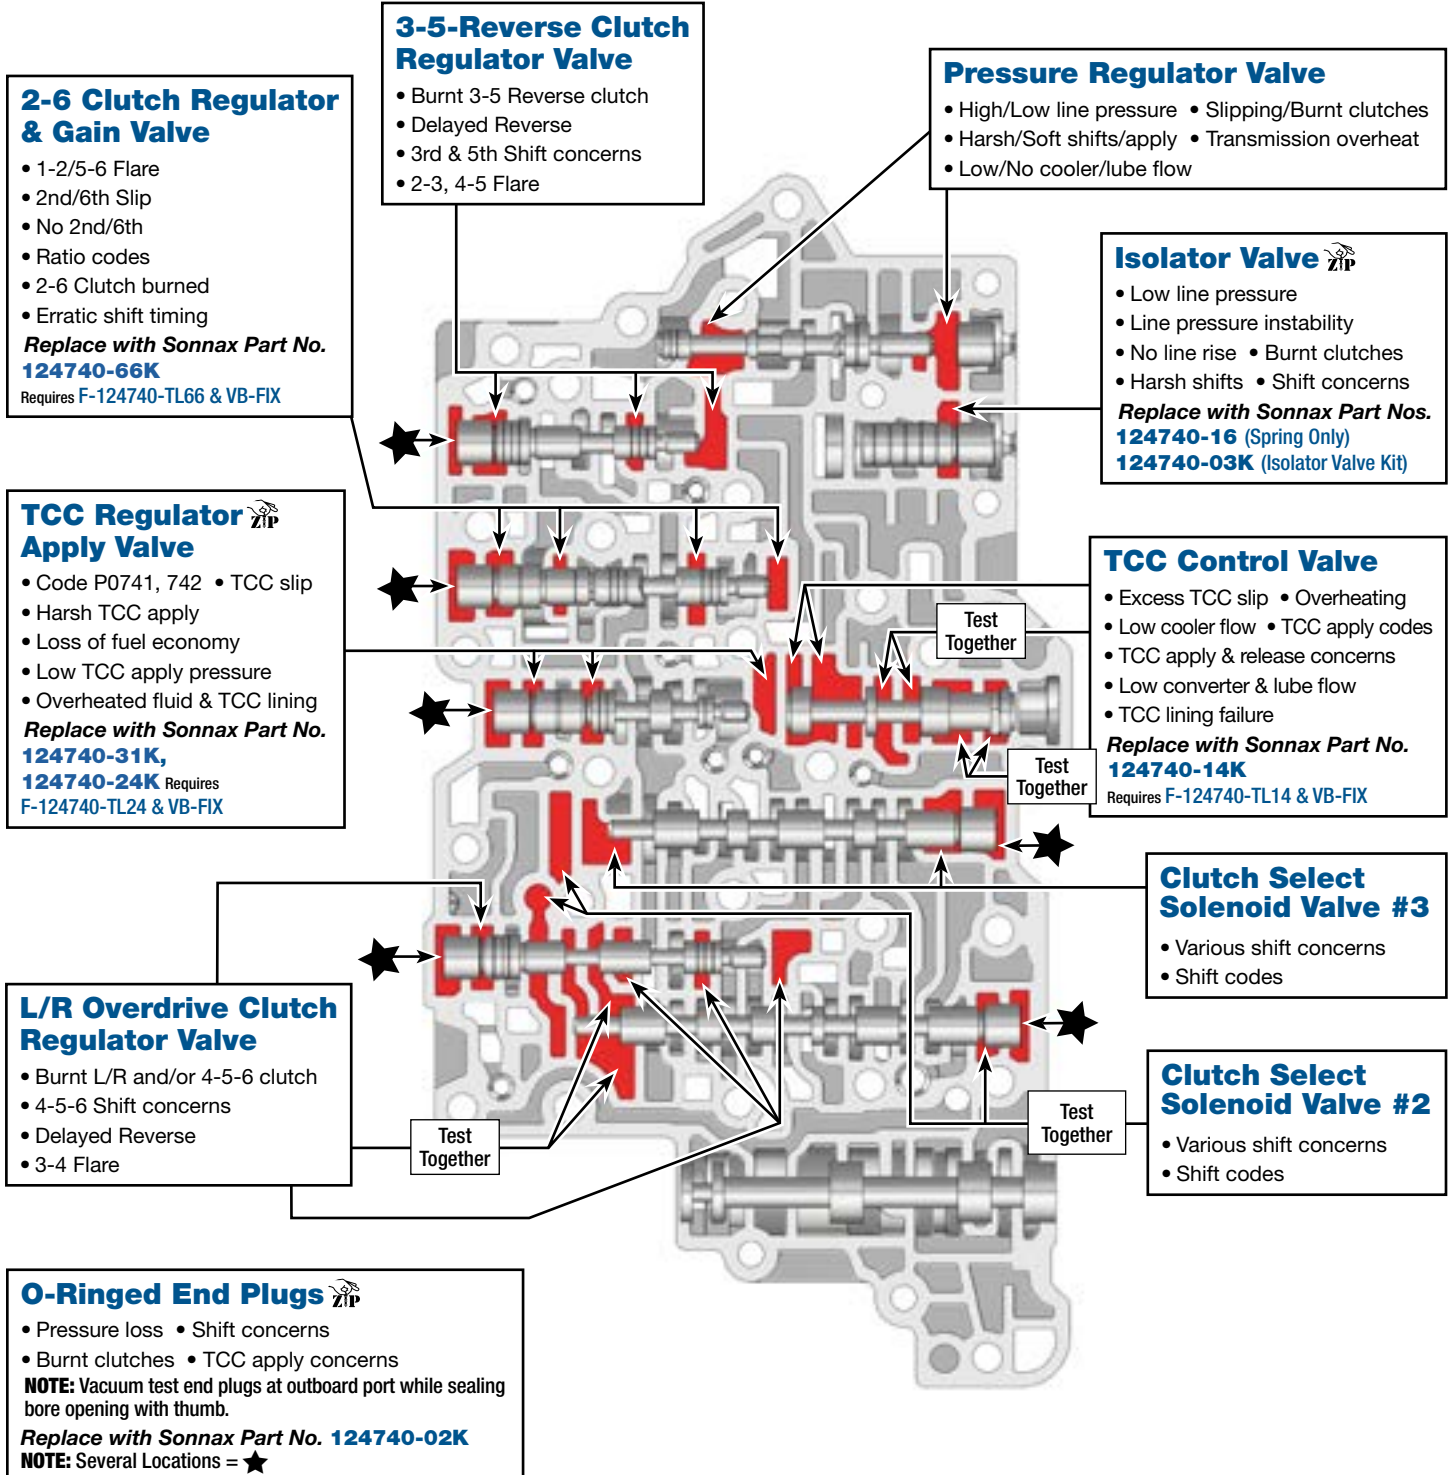 3-5-Reverse Clutch
Regulator Valve
• Burnt 3-5 Reverse clutch
• Delayed Reverse
• 3rd & 5th Shift concerns
• 2-3, 4-5 Flare
Pressure Regulator Valve
• High/Low line pressure • Slipping/Burnt clutches
• Harsh/Soft shifts/apply • Transmission overheat
• Low/No cooler/lube flow
2-6 Clutch Regulator
& Gain Valve
• 1-2/5-6 Flare
• 2nd/6th Slip
• No 2nd/6th
• Ratio codes
• 2-6 Clutch burned
• Erratic shift timing
Replace with Sonnax Part No.
124740-66K
Requires F-124740-TL66 & VB-FIX
Isolator Valve ZIP
• Low line pressure
• Line pressure instability
• No line rise • Burnt clutches
• Harsh shifts • Shift concerns
Replace with Sonnax Part Nos.
124740-16 (Spring Only)
124740-03K (Isolator Valve Kit)
TCC Regulator ZIP
Apply Valve
• Code P0741, 742 • TCC slip
• Harsh TCC apply
• Loss of fuel economy
• Low TCC apply pressure
• Overheated fluid & TCC lining
Replace with Sonnax Part No.
124740-31K,
124740-24K Requires
F-124740-TL24 & VB-FIX
TCC Control Valve
• Excess TCC slip • Overheating
• Low cooler flow • TCC apply codes
• TCC apply & release concerns
• Low converter & lube flow
• TCC lining failure
Replace with Sonnax Part No.
124740-14K
Requires F-124740-TL14 & VB-FIX
Test
Together
Test
Together
Clutch Select
Solenoid Valve #3
• Various shift concerns
• Shift codes
L/R Overdrive Clutch
Regulator Valve
• Burnt L/R and/or 4-5-6 clutch
• 4-5-6 Shift concerns
• Delayed Reverse
• 3-4 Flare
Test
Together
Test
Together
Clutch Select
Solenoid Valve #2
• Various shift concerns
• Shift codes
O-Ringed End Plugs ZIP
• Pressure loss • Shift concerns
• Burnt clutches • TCC apply concerns
NOTE: Vacuum test end plugs at outboard port while sealing
bore opening with thumb.
Replace with Sonnax Part No. 124740-02K
NOTE: Several Locations = ★